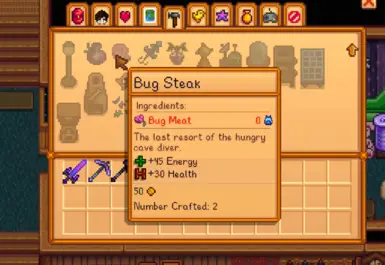 Bug Steak
Ingredients:
Bug Meat 0
The last resort of the hungry
cave diver.
+45 Energy
+30 Health
50
Number Crafted: 2